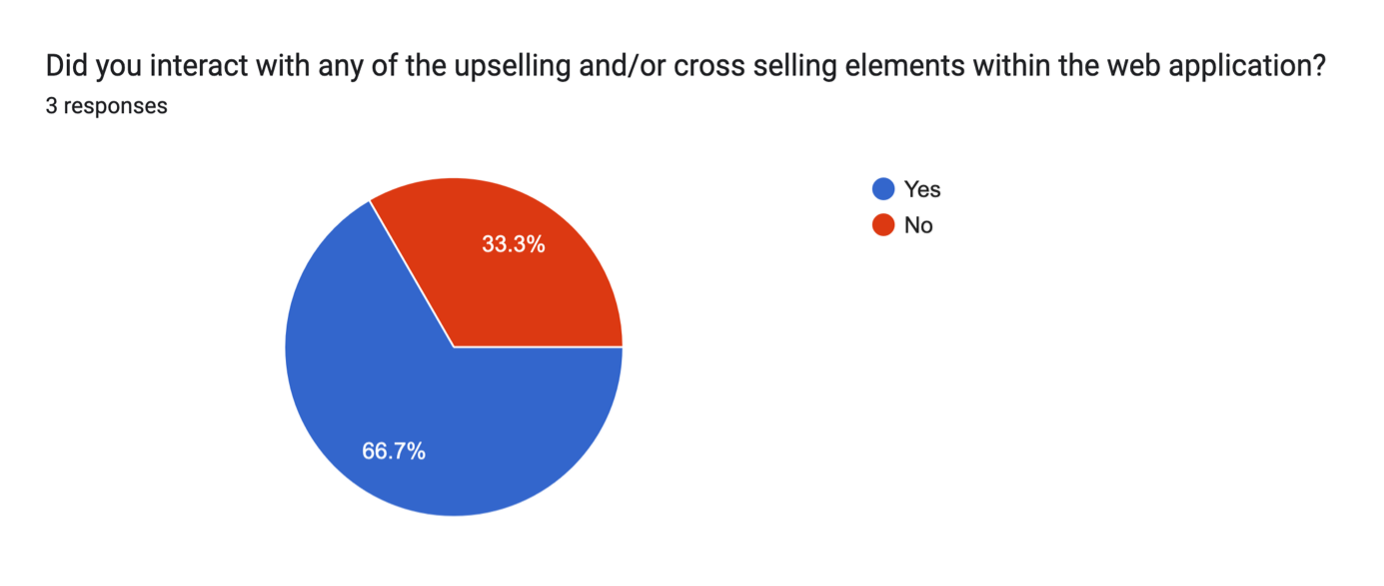 Did you interact with any of the upselling and/or cross selling elements within the web application?
3 responses
Yes
No
33.3%
66.7%